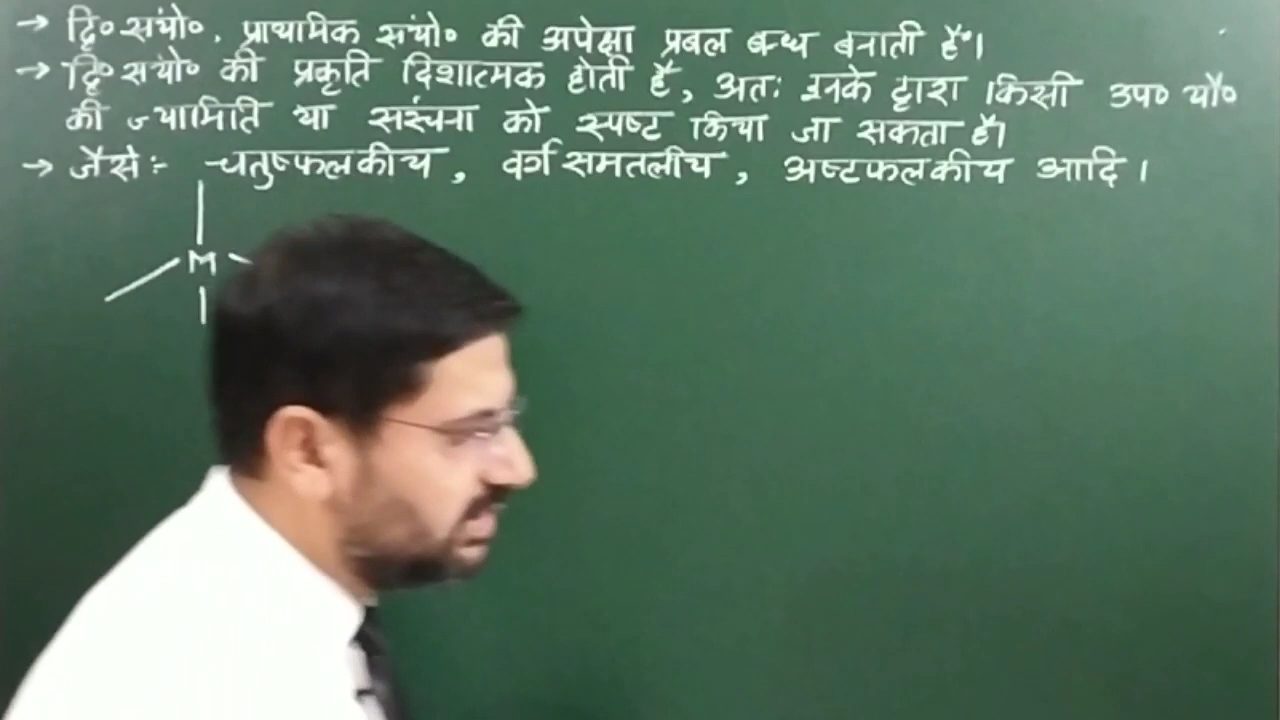 → द्वि० संयो०, प्राथमिक संयो० की अपेक्षा प्रबल बन्ध बनाती हैं।
→ द्वि० संयो० की प्रकृति दिशात्मक होती है, अतः इनके द्वारा किसी उप० यौ०
की ज्यामिति या संरचना को स्पष्ट किया जा सकता है।
→ जैसे:- चतुष्फलकीय, वर्ग समतलीय, अष्टफलकीय आदि।
M